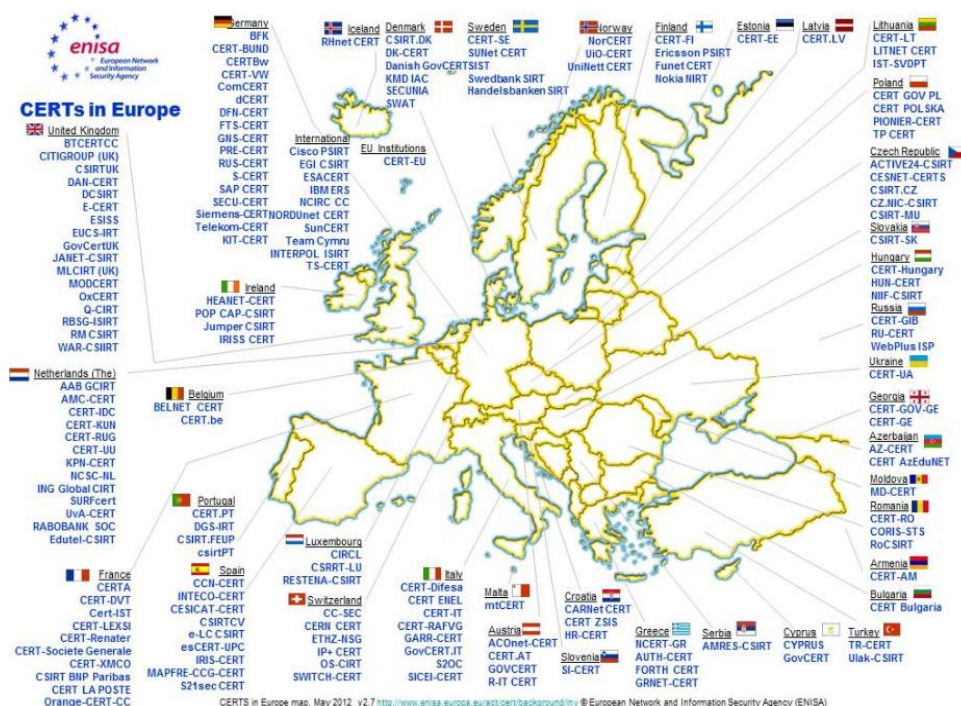 enisa
European Network
and Information
Security Agency
CERTs in Europe
United Kingdom
BTCERTCC
CITIGROUP (UK)
CSIRTUK
DAN-CERT
DCSIRT
E-CERT
ESISS
EUCS-IRT
GovCertUK
JANET-CSIRT
MLCIRT (UK)
MODCERT
OxCERT
Q-CIRT
RBSG-ISIRT
RM CSIRT
WAR-CSIIRT
Netherlands (The)
AAB GCIRT
AMC-CERT
CERT-IDC
CERT-KUN
CERT-RUG
CERT-UU
KPN-CERT
NCSC-NL
ING Global CIRT
SURFcert
UvA-CERT
RABOBANK SOC
Edutel-CSIRT
France
CERTA
CERT-DVT
Cert-IST
CERT-LEXSI
CERT-Renater
CERT-Societe Generale
CERT-XMCO
CSIRT BNP Paribas
CERT LA POSTE
Orange-CERT-CC
Germany
BFK
CERT-BUND
CERTBw
CERT-VW
ComCERT
dCERT
DFN-CERT
FTS-CERT
GNS-CERT
PRE-CERT
RUS-CERT
S-CERT
SAP CERT
SECU-CERT
Siemens-CERT
Telekom-CERT
KIT-CERT
Iceland
RHnet CERT
International
Cisco PSIRT
EGI CSIRT
ESACERT
IBM ERS
NCIRC CC
NORDUnet CERT
SunCERT
Team Cymru
INTERPOL ISIRT
TS-CERT
Denmark
CSIRT.DK
DK-CERT
Danish GovCERTSIST
KMD IAC
SECUNIA
SWAT
EU Institutions
CERT-EU
Sweden
CERT-SE
SUNet CERT
Swedbank SIRT
Handelsbanken SIRT
Norway
NorCERT
UiO-CERT
UniNett CERT
Finland
CERT-FI
Ericsson PSIRT
Funet CERT
Nokia NIRT
Estonia
CERT-EE
Latvia
CERT.LV
Lithuania
CERT-LT
LITNET CERT
IST-SVDPT
Poland
CERT GOV PL
CERT POLSKA
PIONIER-CERT
TP CERT
Czech Republic
ACTIVE24-CSIRT
CESNET-CERTS
CSIRT.CZ
CZ.NIC-CSIRT
CSIRT-MU
Slovakia
CSIRT-SK
Hungary
CERT-Hungary
HUN-CERT
NIIF-CSIRT
Russia
CERT-GIB
RU-CERT
WebPlus ISP
Ukraine
CERT-UA
Georgia
CERT-GOV-GE
CERT-GE
Azerbaijan
AZ-CERT
CERT AzEduNET
Moldova
MD-CERT
Romania
CERT-RO
CORIS-STS
RoCSIRT
Armenia
CERT-AM
Bulgaria
CERT Bulgaria
Ireland
HEANET-CERT
POP CAP-CSIRT
Jumper CSIRT
IRISS CERT
Belgium
BELNET CERT
CERT.be
Portugal
CERT.PT
DGS-IRT
CSIRT.FEUP
csirtPT
Spain
CCN-CERT
INTECO-CERT
CESICAT-CERT
CSIRTCV
e-LC CSIRT
esCERT-UPC
IRIS-CERT
MAPFRE-CCG-CERT
S21sec CERT
Luxembourg
CIRCL
CSRRT-LU
RESTENA-CSIRT
Switzerland
CC-SEC
CERN CERT
ETHZ-NSG
IP+ CERT
OS-CIRT
SWITCH-CERT
Italy
CERT-Difesa
CERT ENEL
CERT-IT
CERT-RAFVG
GARR-CERT
GovCERT.IT
S2OC
SICEI-CERT
Malta
mtCERT
Austria
ACOnet-CERT
CERT.AT
GOVCERT
R-IT CERT
Croatia
CARNet CERT
CERT ZSIS
HR-CERT
Slovenia
SI-CERT
Greece
NCERT-GR
AUTH-CERT
FORTH CERT
GRNET-CERT
Serbia
AMRES-CSIRT
Cyprus
CYPRUS
GovCERT
Turkey
TR-CERT
Ulak-CSIRT
CERTS in Europe map, May 2012 v2.7 http://www.enisa.europa.eu/act/cert/background/inv © European Network and Information Security Agency (ENISA)